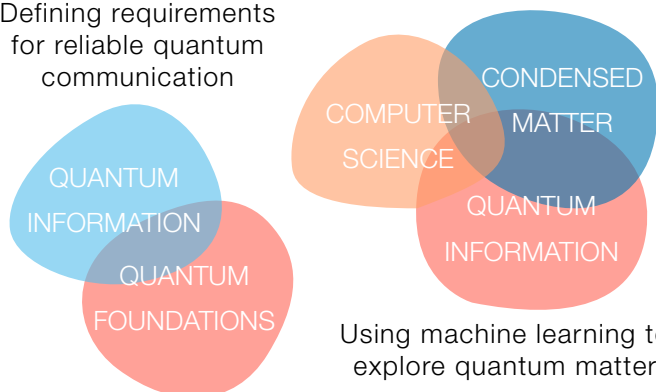 Defining requirements
for reliable quantum
communication
QUANTUM
INFORMATION
QUANTUM
FOUNDATIONS
COMPUTER
SCIENCE
CONDENSED
MATTER
QUANTUM
INFORMATION
Using machine learning to
explore quantum matter